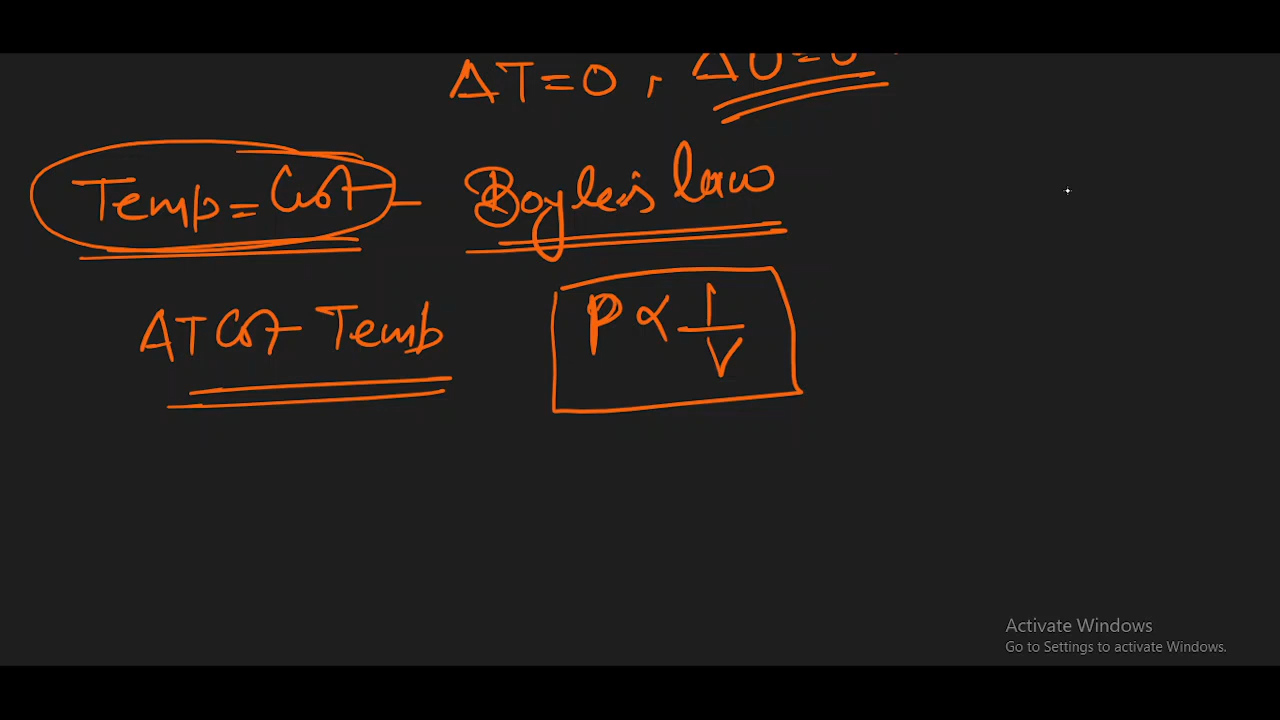 ΔT=0, ΔU=0
Temp = Cost - Boyle's law
AT Cost Temp P ∝ 1/V
Activate Windows
Go to Settings to activate Windows.